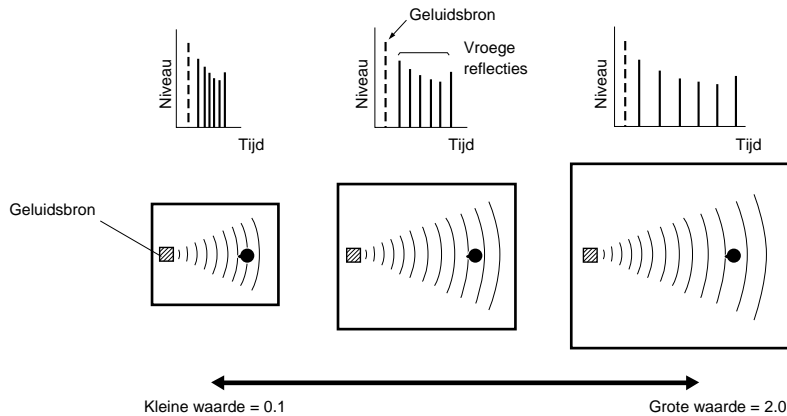 Geluidsbron
Niveau
Tijd
Niveau
Vroege
reflecties
Tijd
Niveau
Tijd
Geluidsbron
Kleine waarde = 0.1
Grote waarde = 2.0